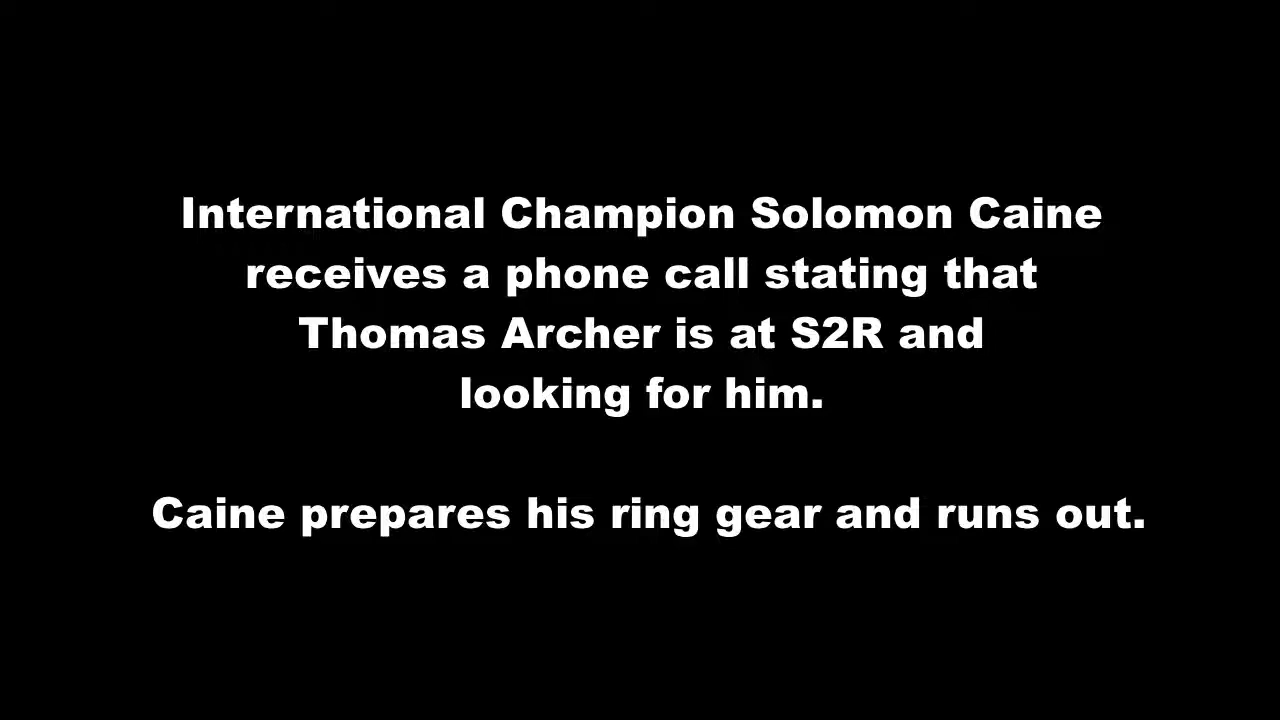 International Champion Solomon Caine
receives a phone call stating that
Thomas Archer is at S2R and
looking for him.
Caine prepares his ring gear and runs out.